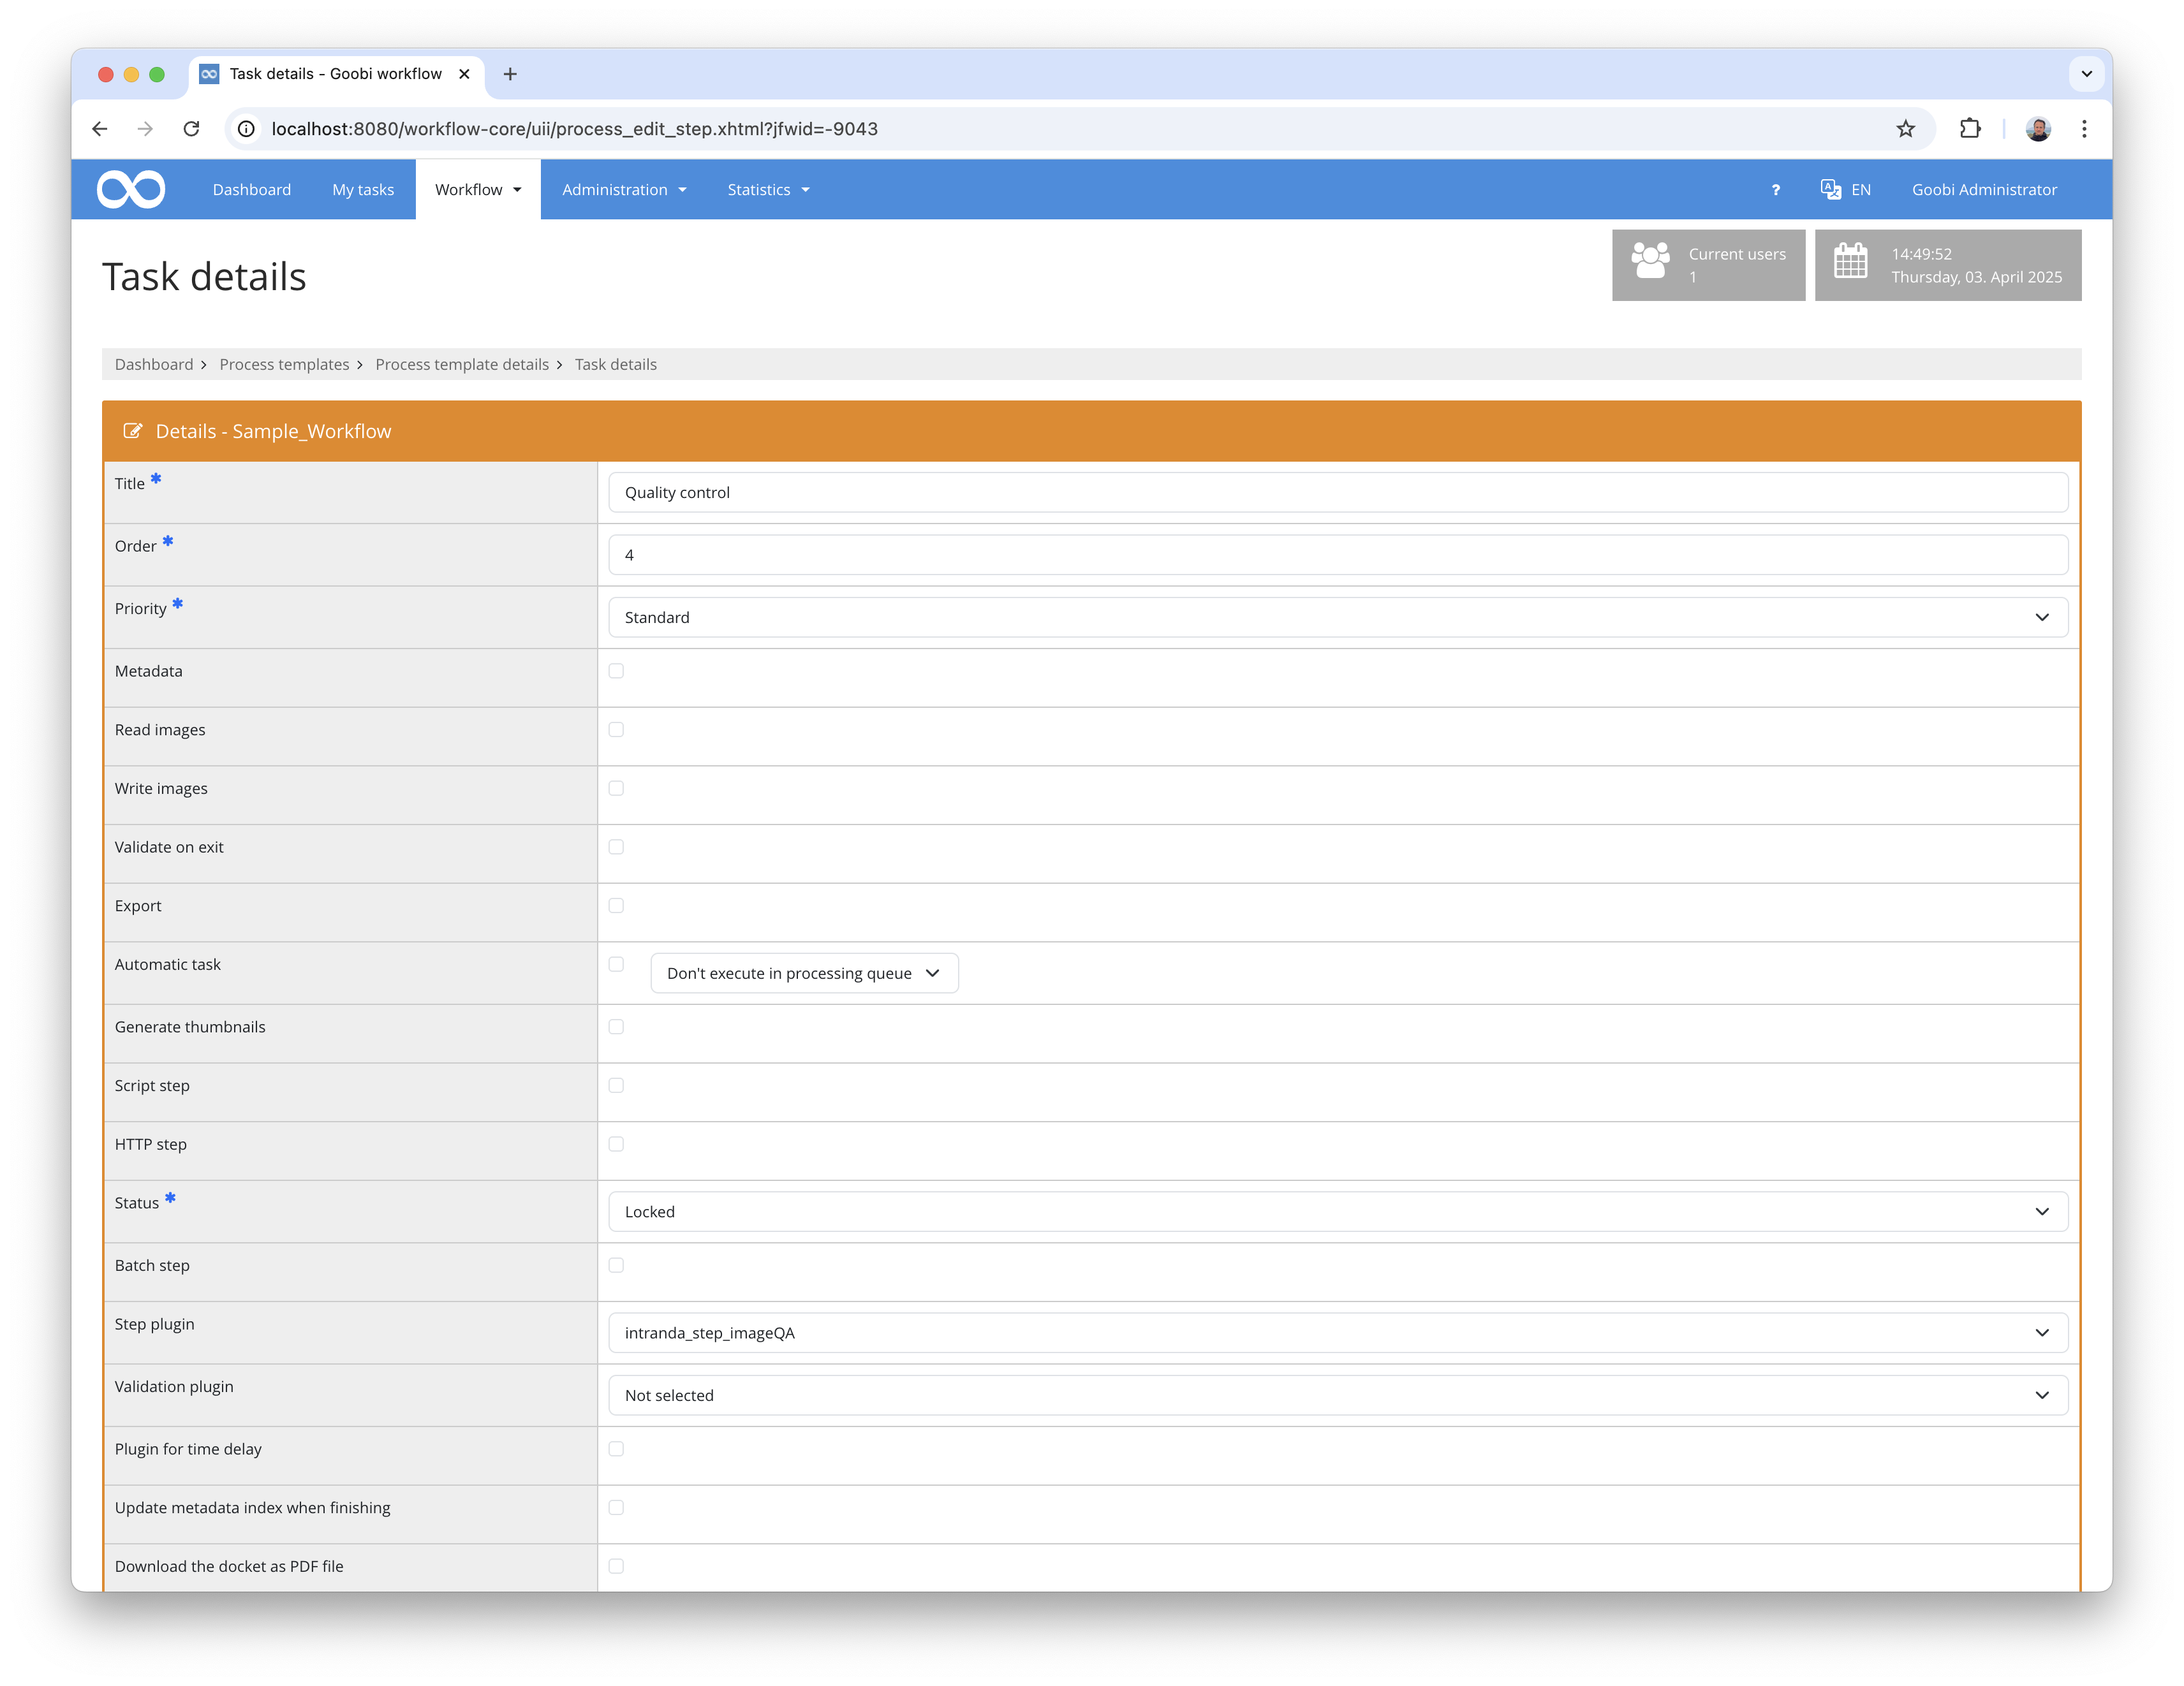 Task details - Goobi workflow
localhost:8080/workflow-core/uii/process_edit_step.xhtml?jfwid=-9043
Dashboard My tasks Workflow Administration Statistics ? EN Goobi Administrator
Task details
Current users
1
14:49:52
Thursday, 03. April 2025
Dashboard > Process templates > Process template details > Task details
Details - Sample_Workflow
Title * Quality control
Order * 4
Priority * Standard
Metadata
Read images
Write images
Validate on exit
Export
Automatic task Don't execute in processing queue
Generate thumbnails
Script step
HTTP step
Status * Locked
Batch step
Step plugin intranda_step_imageQA
Validation plugin Not selected
Plugin for time delay
Update metadata index when finishing
Download the docket as PDF file